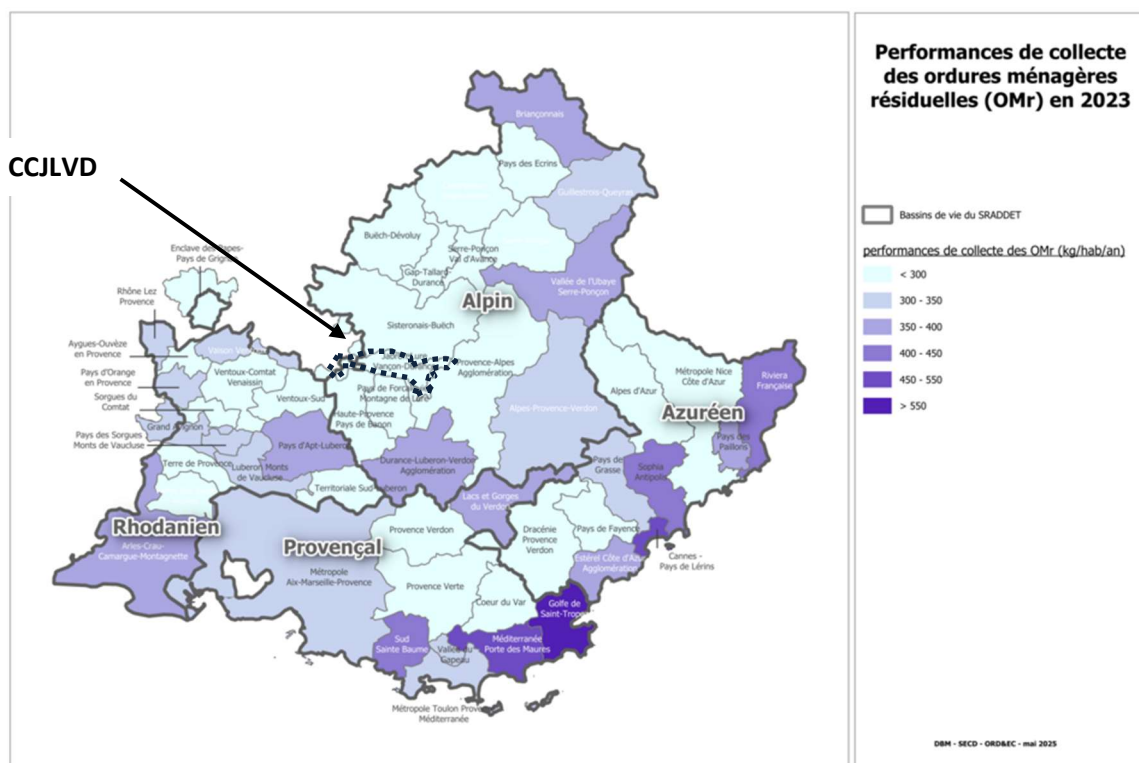 Performances de collecte
des ordures ménagères
résiduelles (OMr) en 2023
CCJLVD
Bassins de vie du SRADDET
performances de collecte des OMr (kg/hab/an)
< 300
300 - 350
350 - 400
400 - 450
450 - 550
> 550
DBM - SECD - ORD&EC - mai 2025
Briançonnais
Pays des Ecrins
Guillestrois-Queyras
Buëch-Dévoluy
Serre-Ponçon
Val d'Avance
Gap-Tallard-
Durance
Vallée de l'Ubaye
Serre-Ponçon
Alpin
Enclave des Papes-
Pays de Grignan
Rhône Lez
Provence
Sisteronais-Buëch
Aygues-Ouvèze
en Provence
Provence-Alpes
Agglomération
Pays d'Orange
en Provence
Ventoux-Comtat
Venaissin
Ventoux-Sud
Sorgues du
Comtat
Pays de Forcalquier
Montagne de Lure
Haute-Provence
Pays de Banon
Alpes-Provence-Verdon
Alpes d'Azur
Métropole Nice
Côte d'Azur
Riviera
Française
Azuréen
Grand Avignon
Pays des Sorgues
Monts de Vaucluse
Pays d'Apt-Luberon
Pays des
Paillons
Terre de Provence
Luberon Monts
de Vaucluse
Durance-Luberon-Verdon
Agglomération
Pays de
Grasse
Sophia
Antipolis
Territoriale Sud-Luberon
Lacs et Gorges
du Verdon
Rhodanien
Provençal
Provence Verdon
Dracénie
Provence
Verdon
Pays de Fayence
Arles-Crau-
Camargue-Montagnette
Métropole
Aix-Marseille-Provence
Estérel Côte d'Azur
Agglomération
Cannes -
Pays de Lérins
Provence Verte
Coeur du Var
Golfe de
Saint-Tropez
Sud
Sainte Baume
Vallée du
Gapeau
Méditerranée
Porte des Maures
Métropole Toulon Provence
Méditerranée